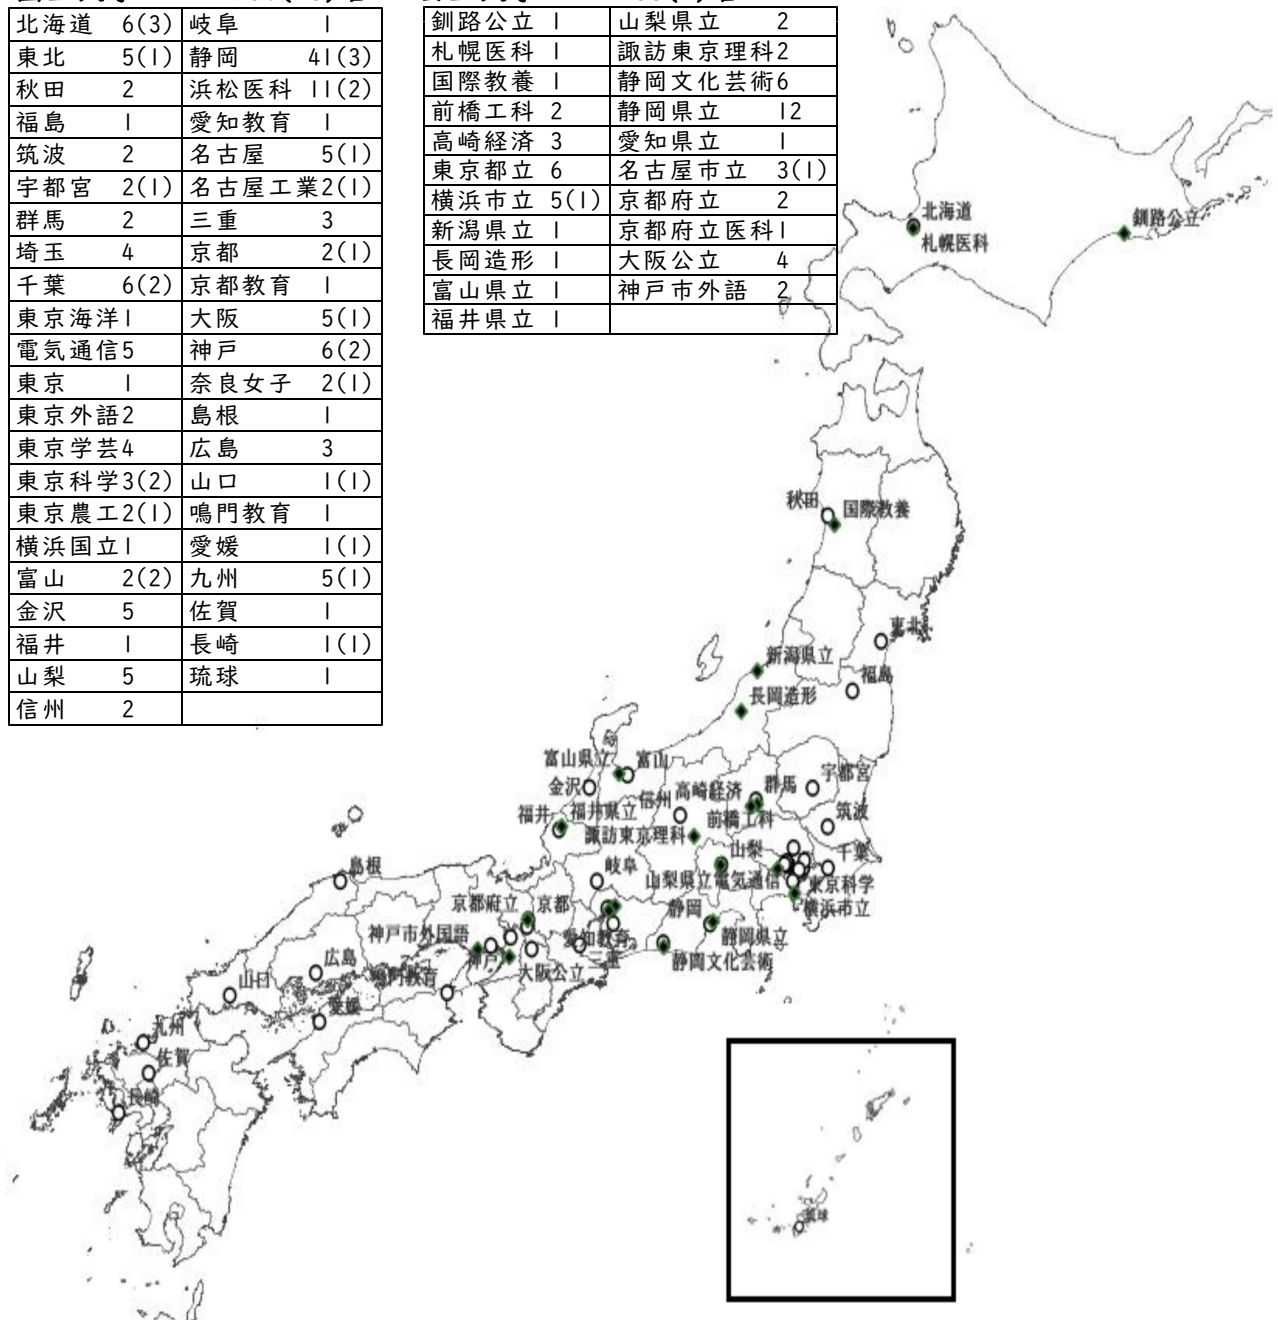 北海道 6(3) 岐阜 1
東北 5(1) 静岡 41(3)
秋田 2 浜松医科 11(2)
福島 1 愛知教育 1
筑波 2 名古屋 5(1)
宇都宮 2(1) 名古屋工業2(1)
群馬 2 三重 3
埼玉 4 京都 2(1)
千葉 6(2) 京都教育 1
東京海洋1 大阪 5(1)
電気通信5 神戸 6(2)
東京 1 奈良女子 2(1)
東京外語2 島根 1
東京学芸4 広島 3
東京科学3(2) 山口 1(1)
東京農工2(1) 鳴門教育 1
横浜国立1 愛媛 1(1)
富山 2(2) 九州 5(1)
金沢 5 佐賀 1
福井 1 長崎 1(1)
山梨 5 琉球 1
信州 2
釧路公立 1 山梨県立 2
札幌医科 1 諏訪東京理科2
国際教養 1 静岡文化芸術6
前橋工科 2 静岡県立 12
高崎経済 3 愛知県立 1
東京都立 6 名古屋市立 3(1)
横浜市立 5(1) 京都府立 2
新潟県立 1 京都府立医科1
長岡造形 1 大阪公立 4
富山県立 1 神戸市外語 2
福井県立 1
北海道
札幌医科
釧路公立
秋田
国際教養
東北
新潟県立
福島
長岡造形
富山県立
富山
金沢
信州
高崎経済
群馬
宇都宮
福井
福井県立
前橋工科
筑波
諏訪東京理科
山梨
千葉
島根
岐阜
山梨県立
電気通信
東京科学
京都府立
京都
静岡
横浜市立
神戸市外国語
愛知教育
静岡県立
広島
神戸
大阪公立
三重
静岡文化芸術
山口
鳴門教育
愛媛
九州
佐賀
長崎
琉球